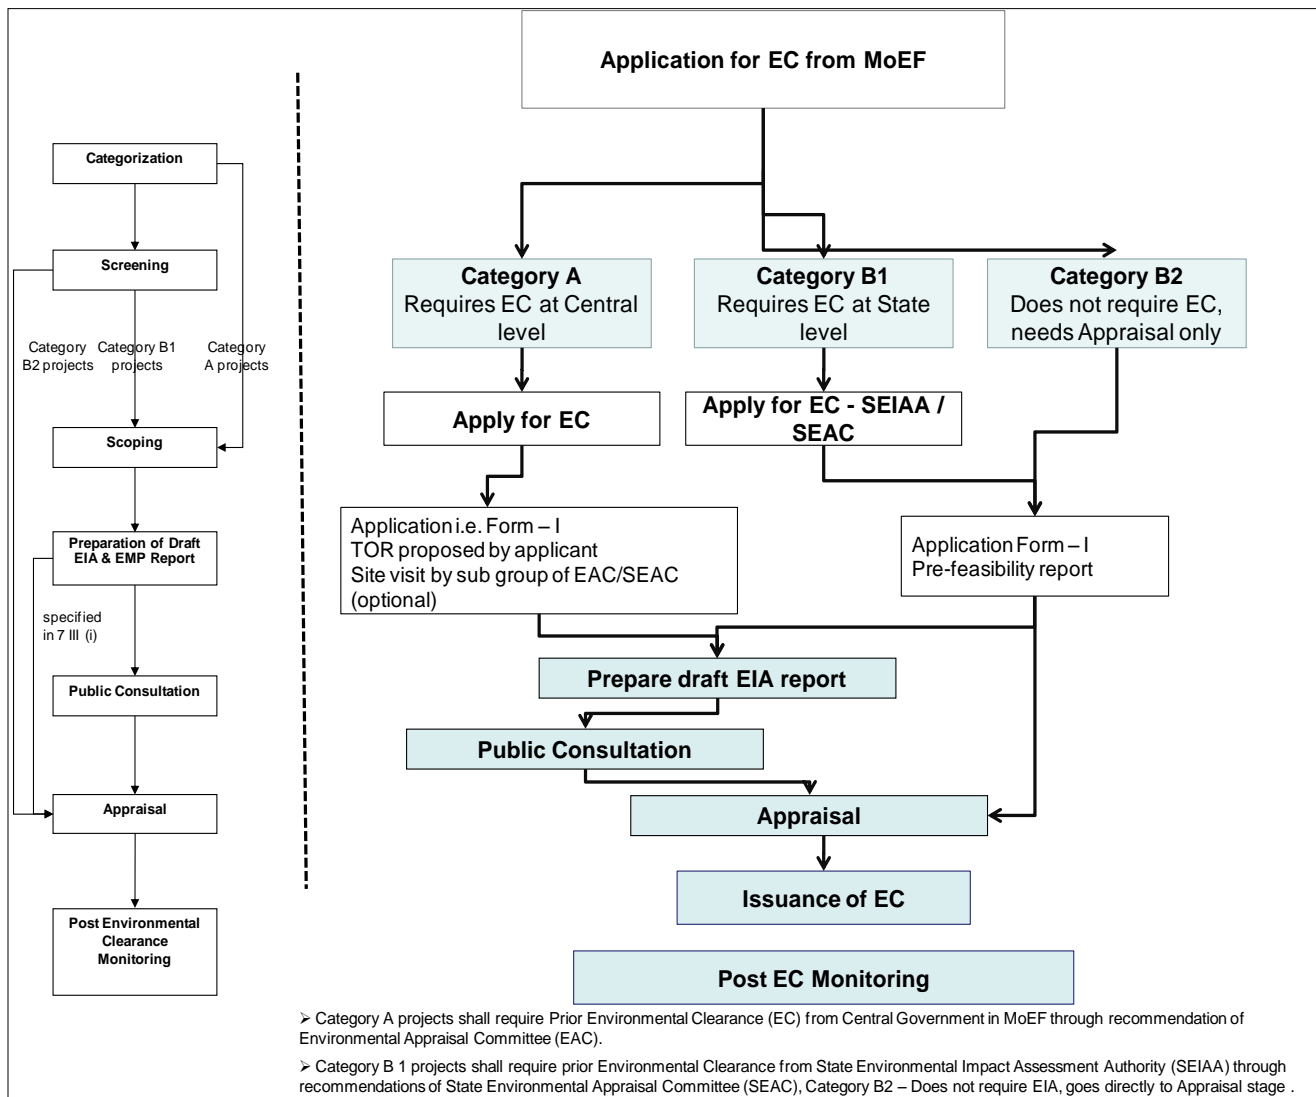 Application for EC from MoEF
Categorization
Screening
Category
B2 projects
Category B1
projects
Category
A projects
Scoping
Preparation of Draft
EIA & EMP Report
specified
in 7 III (i)
Public Consultation
Appraisal
Post Environmental
Clearance
Monitoring
Category A
Requires EC at Central
level
Category B1
Requires EC at State
level
Category B2
Does not require EC,
needs Appraisal only
Apply for EC
Apply for EC - SEIAA /
SEAC
Application i.e. Form – I
TOR proposed by applicant
Site visit by sub group of EAC/SEAC
(optional)
Application Form – I
Pre-feasibility report
Prepare draft EIA report
Public Consultation
Appraisal
Issuance of EC
Post EC Monitoring
➢ Category A projects shall require Prior Environmental Clearance (EC) from Central Government in MoEF through recommendation of
Environmental Appraisal Committee (EAC).
➢ Category B 1 projects shall require prior Environmental Clearance from State Environmental Impact Assessment Authority (SEIAA) through
recommendations of State Environmental Appraisal Committee (SEAC), Category B2 – Does not require EIA, goes directly to Appraisal stage .